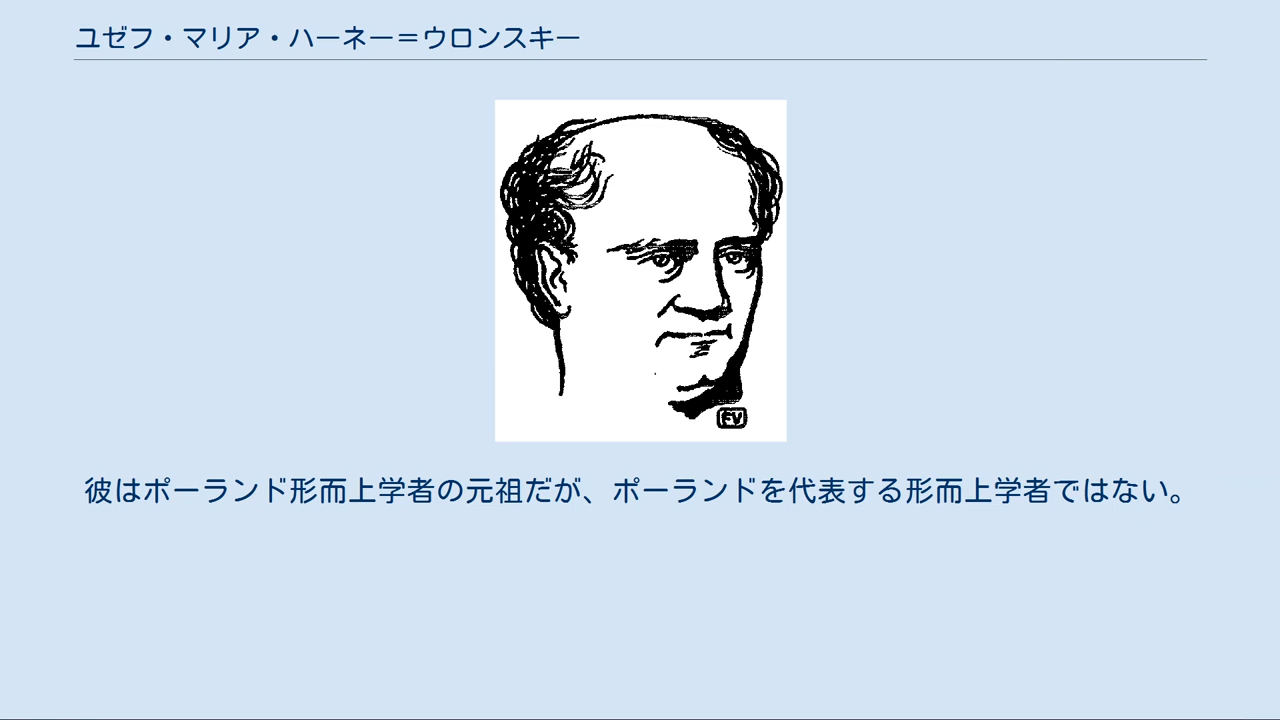 ユゼフ・マリア・ハーネー＝ウロンスキー
FV
彼はポーランド形而上学者の元祖だが、ポーランドを代表する形而上学者ではない。